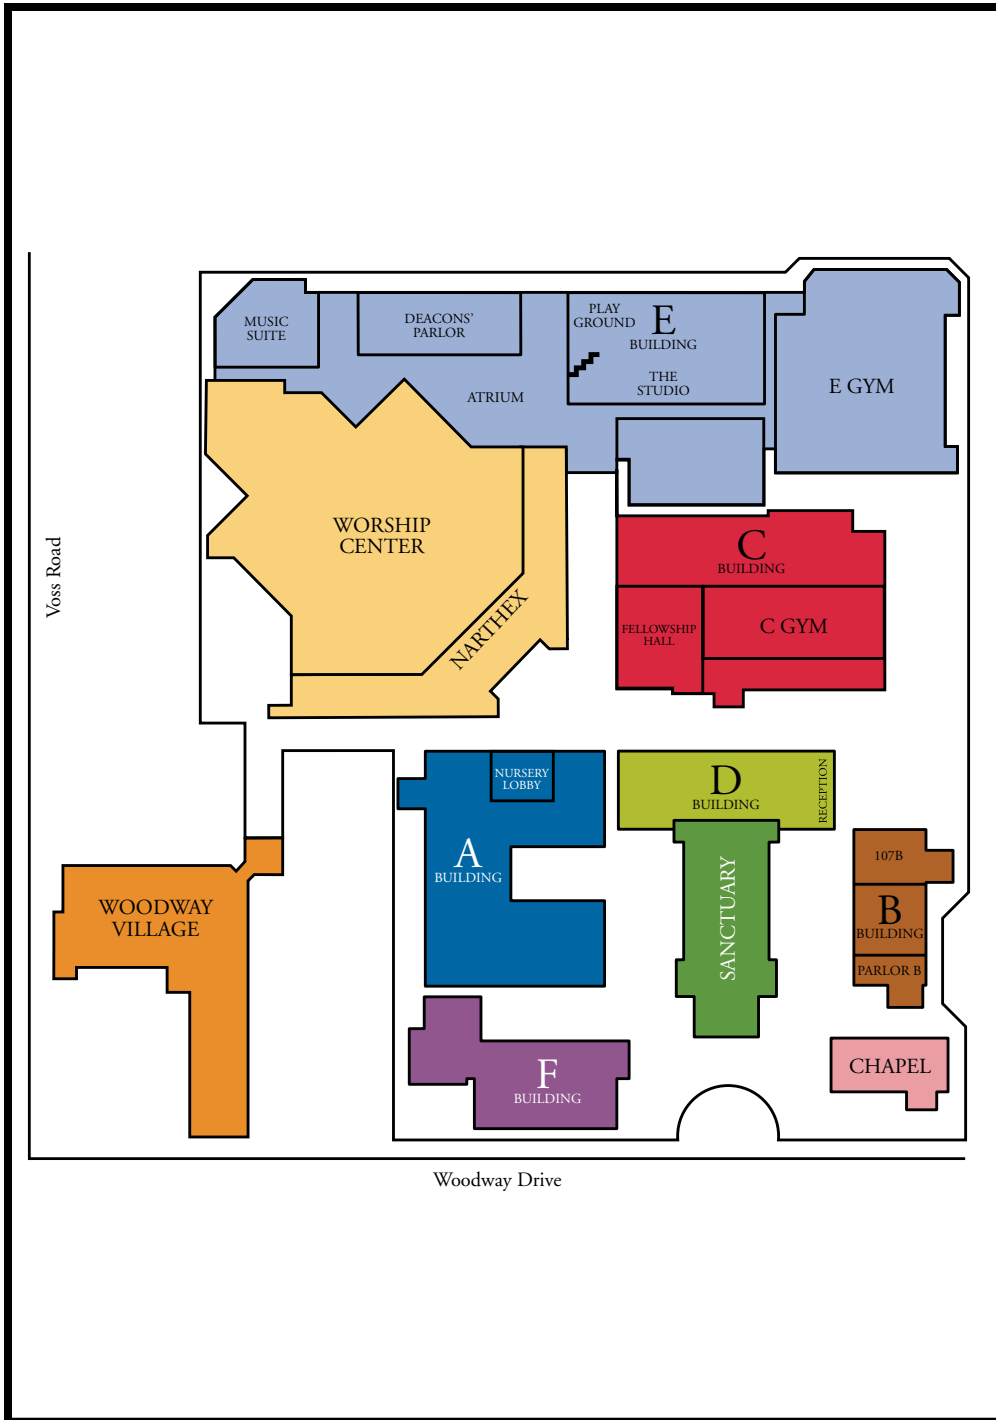 MUSIC
SUITE
DEACONS'
PARLOR
PLAY
GROUND
E
BUILDING
THE
STUDIO
ATRIUM
E GYM
WORSHIP
CENTER
NARTHEX
C
BUILDING
FELLOWSHIP
HALL
C GYM
Voss Road
NURSERY
LOBBY
A
BUILDING
D
BUILDING
RECEPTION
SANCTUARY
107B
B
BUILDING
PARLOR B
WOODWAY
VILLAGE
F
BUILDING
CHAPEL
Woodway Drive